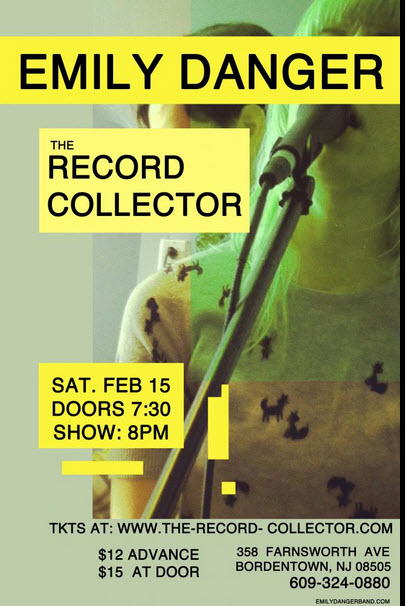 EMILY DANGER
THE
RECORD
COLLECTOR
SAT. FEB 15
DOORS 7:30
SHOW: 8PM
TKTS AT: WWW.THE-RECORD- COLLECTOR.COM
$12 ADVANCE
$15 AT DOOR
358 FARNSWORTH AVE
BORDENTOWN, NJ 08505
609-324-0880
EMILYDANGERBAND.COM